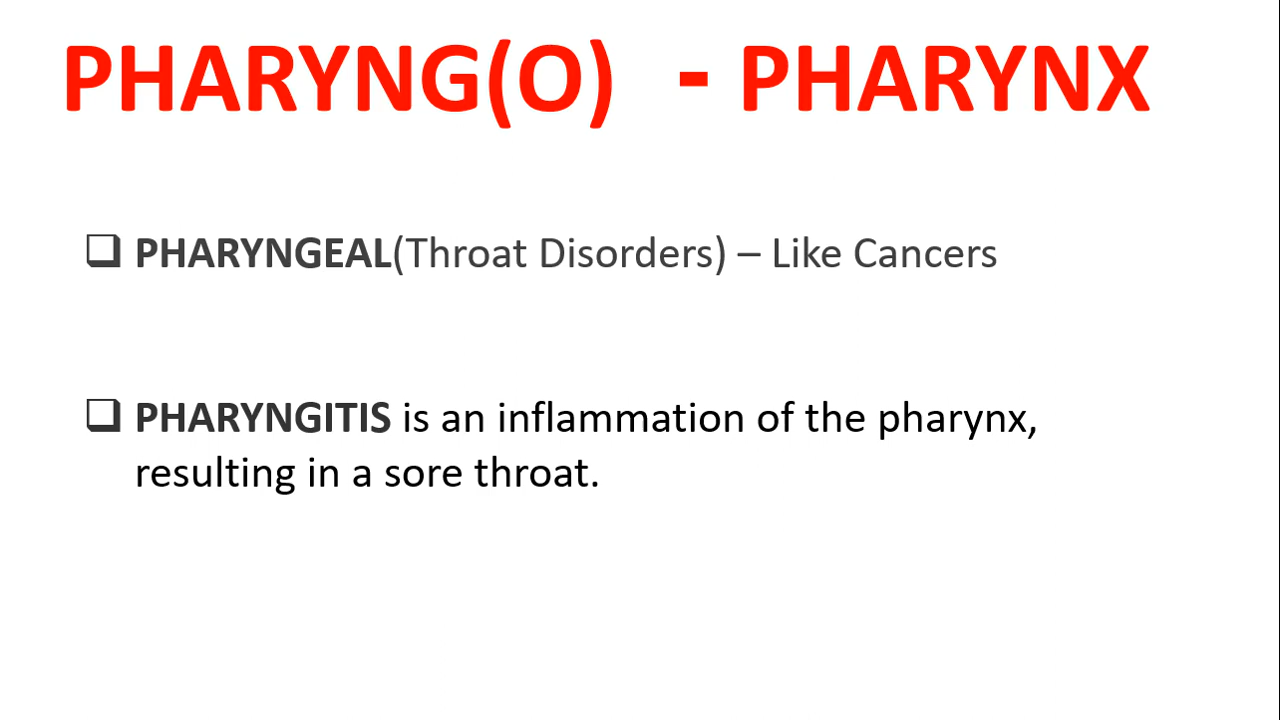 PHARYNG(O) - PHARYNX
PHARYNGEAL(Throat Disorders) – Like Cancers
PHARYNGITIS is an inflammation of the pharynx,
resulting in a sore throat.